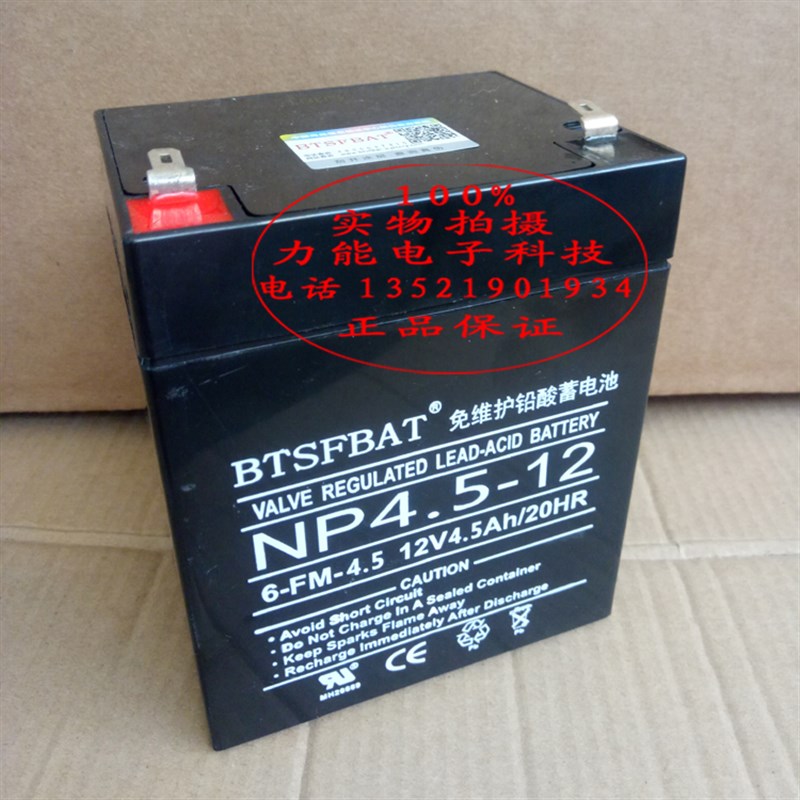 BTSFBAT
100%
实物拍摄
力能电子科技
电话 13521901934
正品保证
BTSFBAT® 免维护铅酸蓄电池
VALVE REGULATED LEAD-ACID BATTERY
NP4.5-12
6-FM-4.5 12V4.5Ah/20HR
CAUTION
• Avoid Short Circuit
• Do Not Charge In A Sealed Container
• Keep Sparks Flame Away
• Recharge Immediately After Discharge
Pb
Pb
CE
MH26689